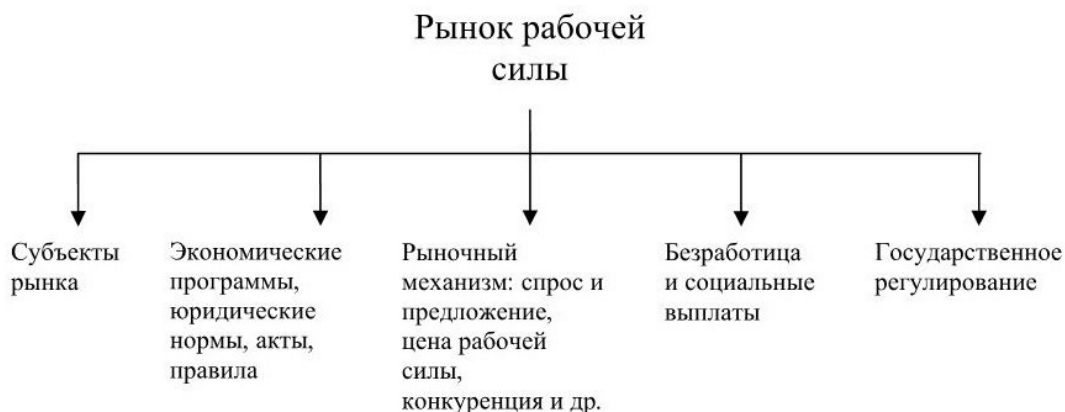 Рынок рабочей
силы
Субъекты
рынка
Экономические
программы,
юридические
нормы, акты,
правила
Рыночный
механизм: спрос и
предложение,
цена рабочей
силы,
конкуренция и др.
Безработица
и социальные
выплаты
Государственное
регулирование